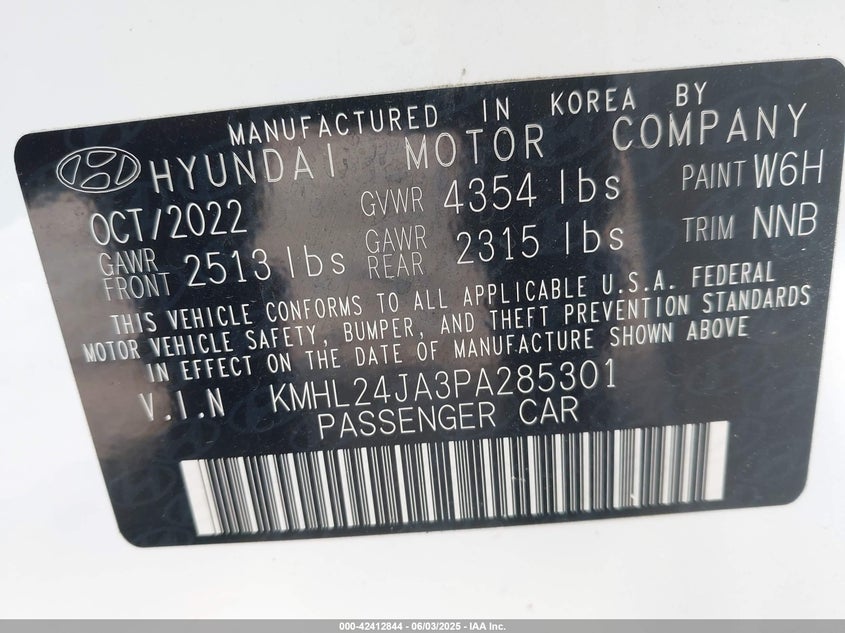 MANUFACTURED IN KOREA BY
HYUNDAI MOTOR COMPANY
OCT/2022 GVWR 4354 lbs PAINT W6H
GAWR FRONT 2513 lbs GAWR REAR 2315 lbs TRIM NNB
THIS VEHICLE CONFORMS TO ALL APPLICABLE U.S.A. FEDERAL
MOTOR VEHICLE SAFETY, BUMPER, AND THEFT PREVENTION STANDARDS
IN EFFECT ON THE DATE OF MANUFACTURE SHOWN ABOVE
V.I.N KMHL24JA3PA285301
PASSENGER CAR
000-42412844 | 06/03/2025 - IAA Inc.